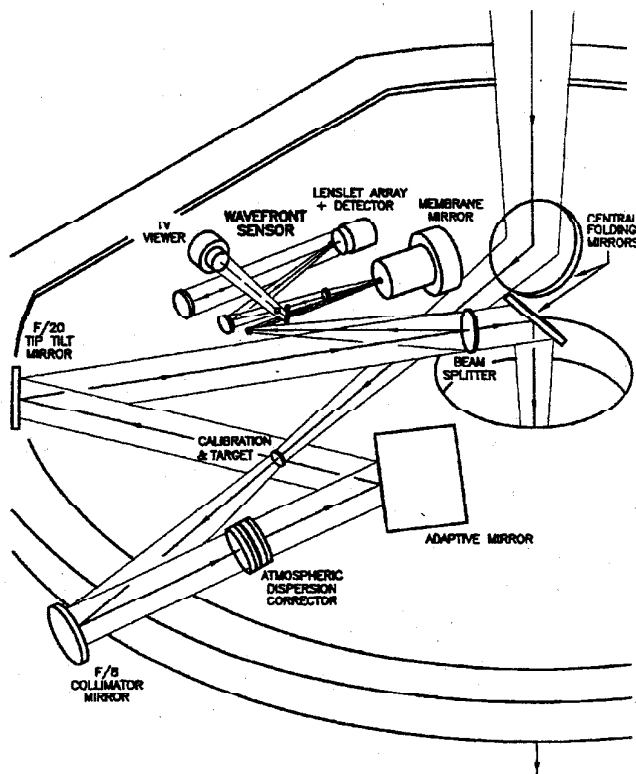 LENSLET ARRAY
+ DETECTOR
MEMBRANE
MIRROR
CENTRAL
FOLDING
MIRRORS
WAVEFRONT
SENSOR
TV
VIEWER
F/20
TIP TILT
MIRROR
BEAM
SPLITTER
CALIBRATION
& TARGET
ADAPTIVE MIRROR
ATMOSPHERIC
DISPERSION
CORRECTOR
COLLIMATOR
MIRROR